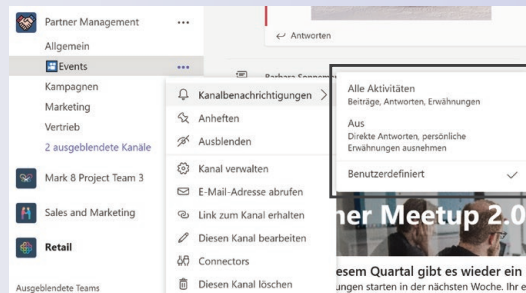 Partner Management
Allgemein
Events
Kampagnen
Marketing
Vertrieb
2 ausgeblendete Kanäle
Mark 8 Project Team 3
Sales and Marketing
Retail
Ausgeblendete Teams
Antworten
Kanalbenachrichtigungen
Anheften
Ausblenden
Kanal verwalten
E-Mail-Adresse abrufen
Link zum Kanal erhalten
Diesen Kanal bearbeiten
Connectors
Diesen Kanal löschen
Alle Aktivitäten
Beiträge, Antworten, Erwähnungen
Aus
Direkte Antworten, persönliche
Erwähnungen ausnehmen
Benutzerdefiniert
ner Meetup 2.0
esem Quartal gibt es wieder ein
ungen starten in der nächsten Woche. Ihr e